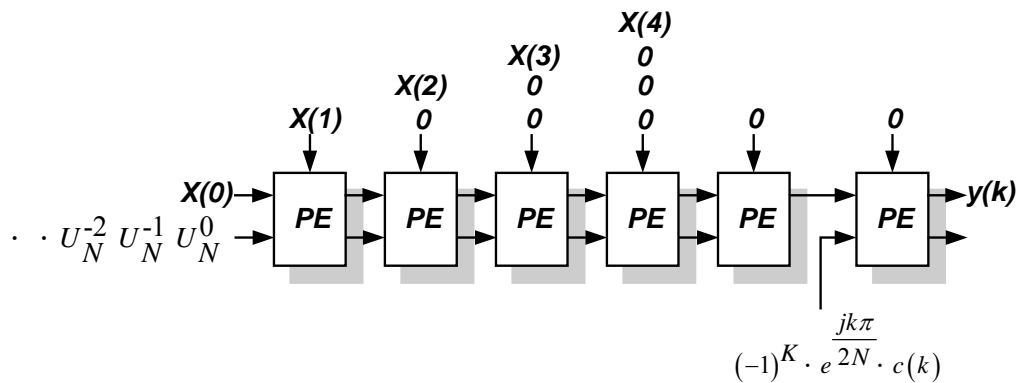 X(4)
X(3) 0
X(2) 0 0
X(1) 0 0 0 0 0
X(0) PE PE PE PE PE PE y(k)
· · U_N^{-2} U_N^{-1} U_N^{0}
(-1)^K · e^{\frac{jkπ}{2N}} · c(k)